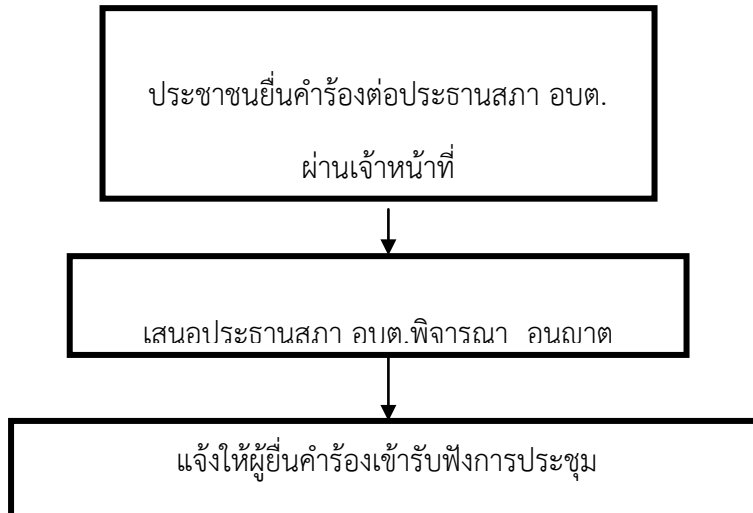 ประชาชนยื่นคำร้องต่อประธานสภา อบต.
ผ่านเจ้าหน้าที่
เสนอประธานสภา อบต.พิจารณา อนุญาต
แจ้งให้ผู้ยื่นคำร้องเข้ารับฟังการประชุม